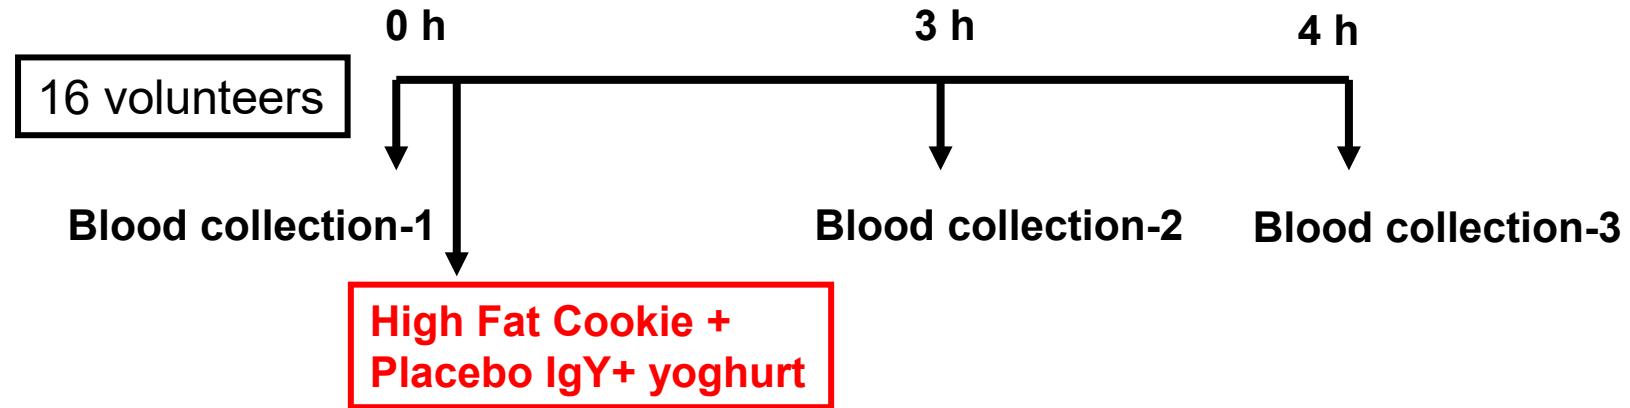 0 h
3 h
4 h
16 volunteers
Blood collection-1
Blood collection-2
Blood collection-3
High Fat Cookie +
Placebo IgY+ yoghurt